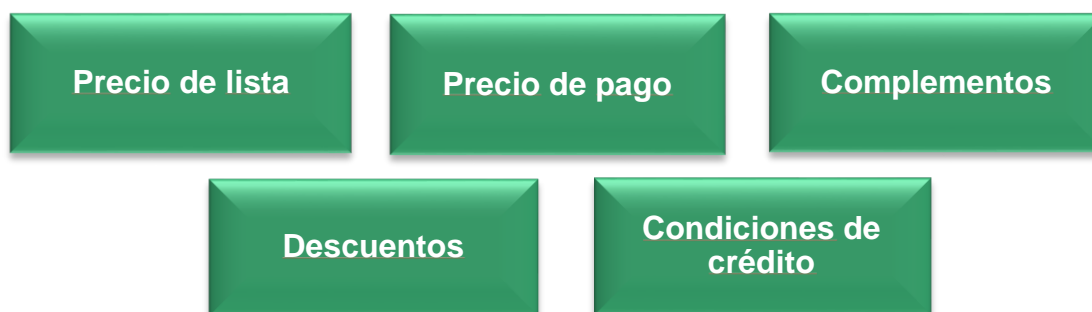 Precio de lista
Precio de pago
Complementos
Descuentos
Condiciones de
crédito